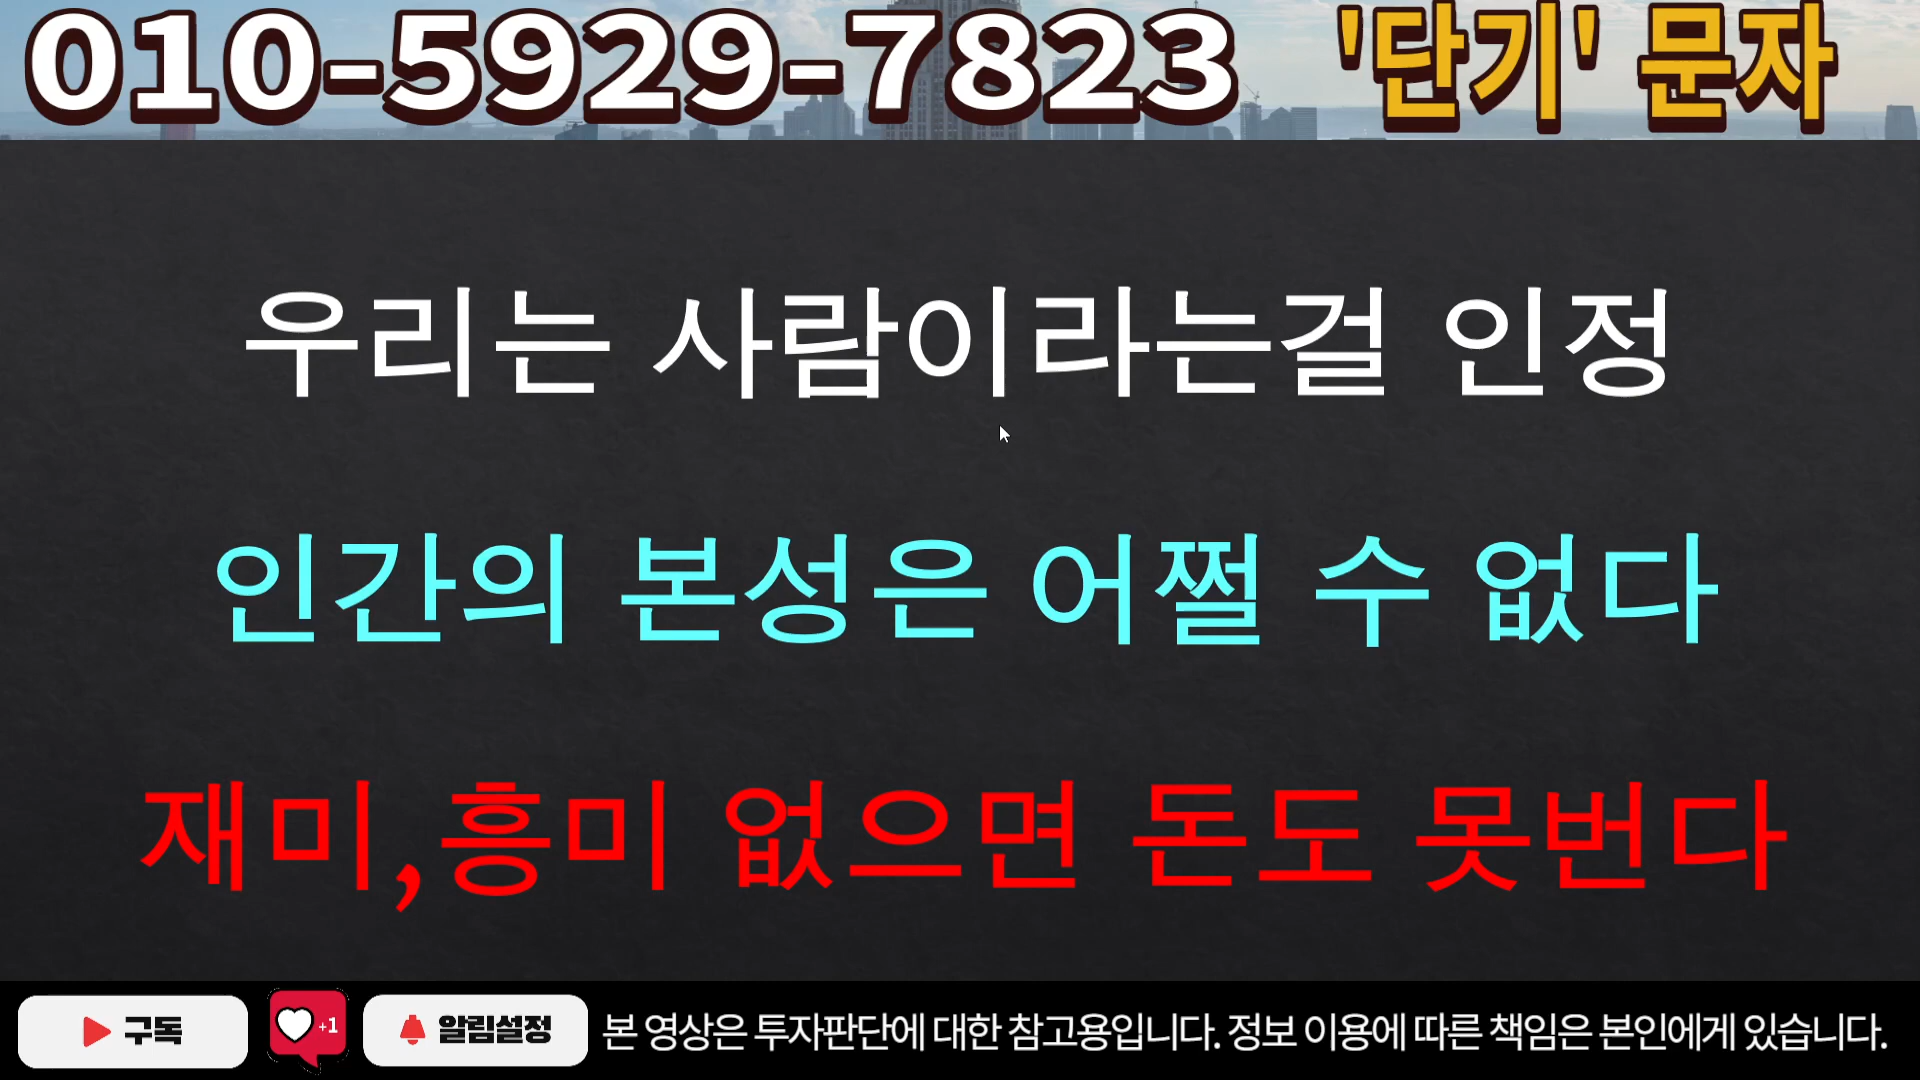 010-5929-7823 '단기' 문자
우리는 사람이라는걸 인정
인간의 본성은 어쩔 수 없다
재미,흥미 없으면 돈도 못번다
구독 +1 알림설정 본 영상은 투자판단에 대한 참고용입니다. 정보 이용에 따른 책임은 본인에게 있습니다.